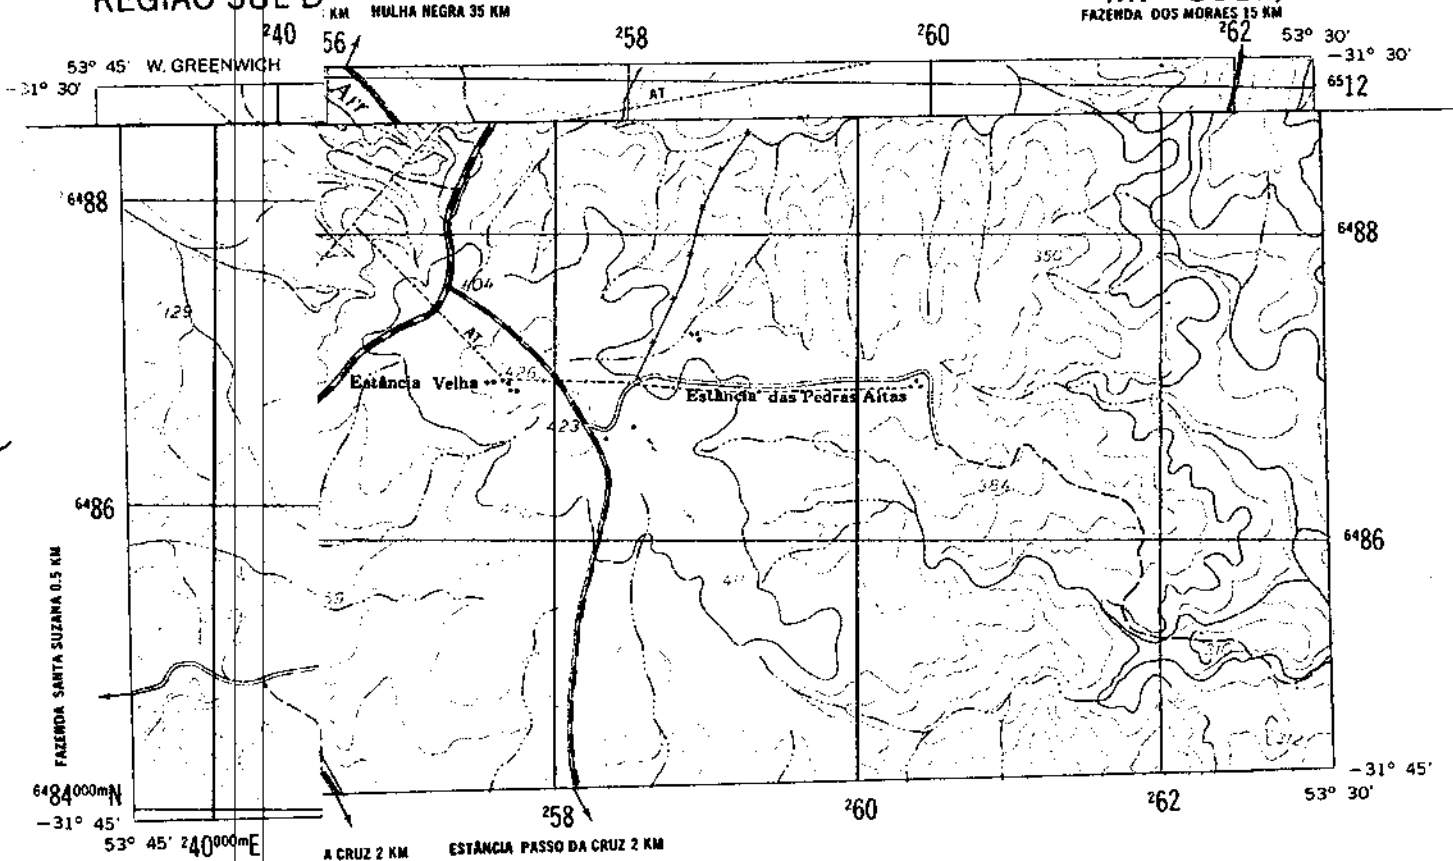 REGIÃO SUL D
KM HULHA NEGRA 35 KM
FAZENDA DOS MORAES 15 KM
²40 56 ²58 ²60 ²62 53° 30'
53° 45' W. GREENWICH
-31° 30'
-31° 30'
⁶⁵12
AT
⁶⁴88
⁶⁴88
350
404
129
AT
426
Estância Velha
Estância das Pedras Altas
423
384
⁶⁴86
⁶⁴86
FAZENDA SANTA SUZANA 0.5 KM
-31° 45'
⁶⁴84⁰⁰⁰ᵐN
53° 30'
²58 ²60 ²62
-31° 45'
53° 45' ²40⁰⁰⁰ᵐE
A CRUZ 2 KM
ESTÂNCIA PASSO DA CRUZ 2 KM